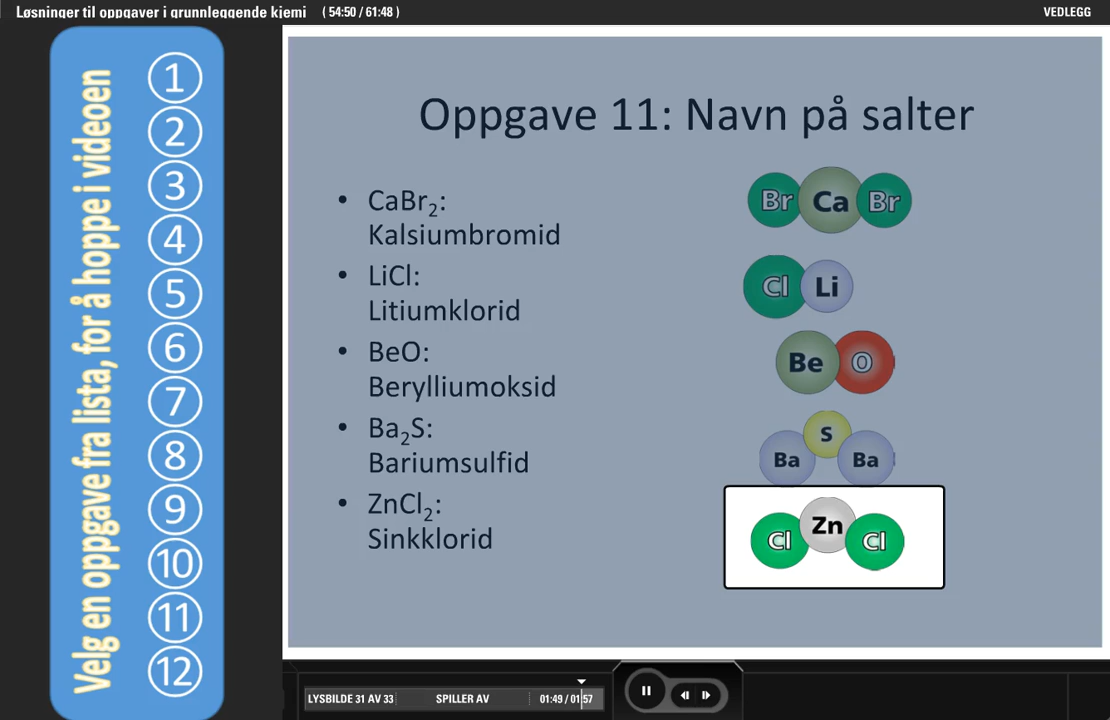 Løsninger til oppgaver i grunnleggende kjemi ( 54:50 / 61:48 )
VEDLEGG
Velg en oppgave fra lista, for å hoppe i videoen
1
2
3
4
5
6
7
8
9
10
11
12
Oppgave 11: Navn på salter
• CaBr₂:
Kalsiumbromid
• LiCl:
Litiumklorid
• BeO:
Berylliumoksid
• Ba₂S:
Bariumsulfid
• ZnCl₂:
Sinkklorid
Br Ca Br
Cl Li
Be O
S
Ba Ba
Zn
Cl Cl
LYSBILDE 31 AV 33 SPILLER AV 01:49 / 01:57